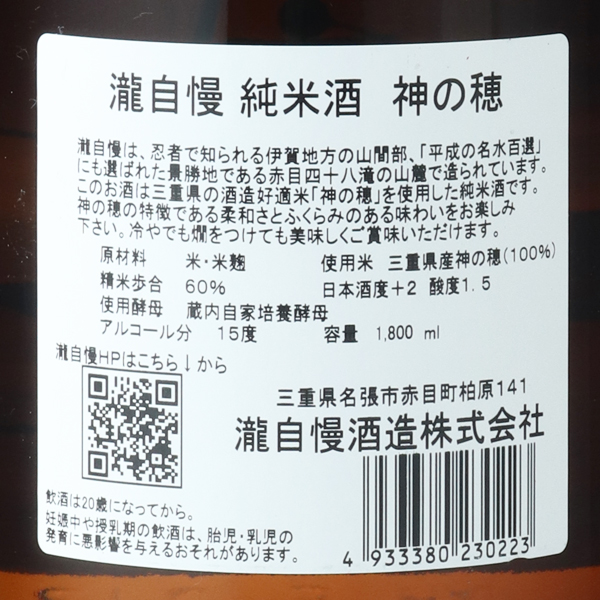 瀧自慢 純米酒 神の穂
瀧自慢は、忍者で知られる伊賀地方の山間部、「平成の名水百選」
にも選ばれた景勝地である赤目四十八滝の山麓で造られています。
このお酒は三重県の酒造好適米「神の穂」を使用した純米酒です。
神の穂の特徴である柔和さとふくらみのある味わいをお楽しみ
下さい。冷やでも燗をつけても美味しくご賞味いただけます。
原材料 米・米麹 使用米 三重県産神の穂(100%)
精米歩合 60% 日本酒度+2 酸度1.5
使用酵母 蔵内自家培養酵母
アルコール分 15度 容量 1,800 ml
瀧自慢HPはこちら↓から
三重県名張市赤目町柏原141
瀧自慢酒造株式会社
飲酒は20歳になってから。
妊娠中や授乳期の飲酒は、胎児・乳児の
発育に悪影響を与えるおそれがあります。
4 933380 230223